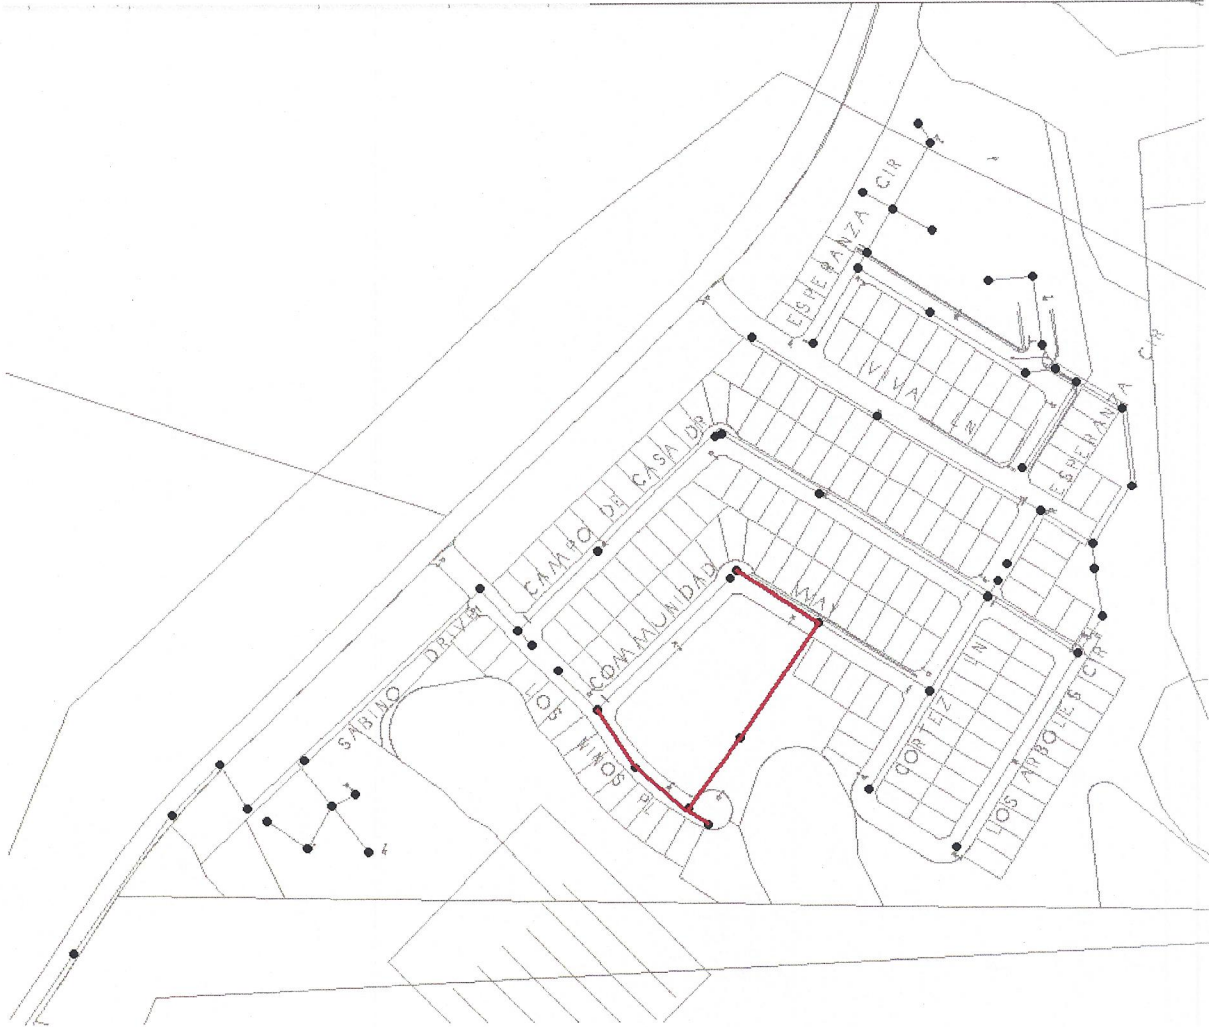 ESPERANZA CIR
VIVA LN
ESPERANZA
CIR
CAMPO DE CASA DR
COMMUNIDAD
WAY
SABINO DRIVE
LOS NINOS PL
CORTEZ LN
LOS ARBOLES CIR